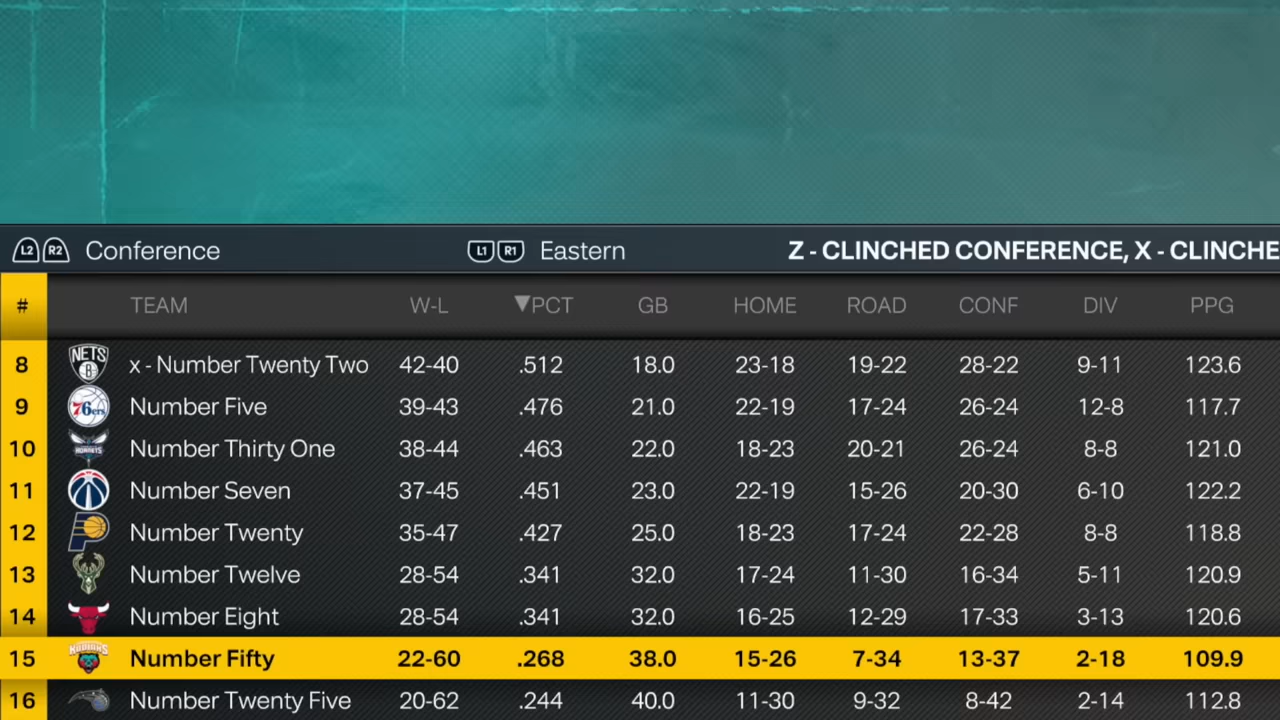 L2 R2 Conference L1 R1 Eastern Z - CLINCHED CONFERENCE, X - CLINCHE
# TEAM W-L ▼PCT GB HOME ROAD CONF DIV PPG
8 NETS B x - Number Twenty Two 42-40 .512 18.0 23-18 19-22 28-22 9-11 123.6
9 76ers Number Five 39-43 .476 21.0 22-19 17-24 26-24 12-8 117.7
10 HORNETS Number Thirty One 38-44 .463 22.0 18-23 20-21 26-24 8-8 121.0
11 Number Seven 37-45 .451 23.0 22-19 15-26 20-30 6-10 122.2
12 Number Twenty 35-47 .427 25.0 18-23 17-24 22-28 8-8 118.8
13 Number Twelve 28-54 .341 32.0 17-24 11-30 16-34 5-11 120.9
14 Number Eight 28-54 .341 32.0 16-25 12-29 17-33 3-13 120.6
15 KODIAKS Number Fifty 22-60 .268 38.0 15-26 7-34 13-37 2-18 109.9
16 Number Twenty Five 20-62 .244 40.0 11-30 9-32 8-42 2-14 112.8